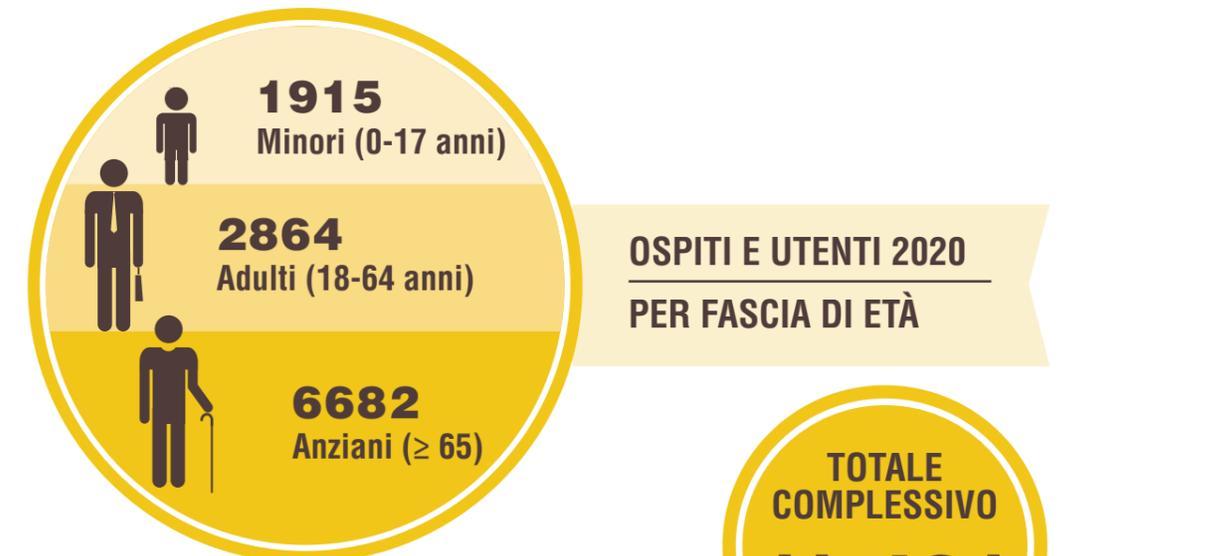 1915
Minori (0-17 anni)
2864
Adulti (18-64 anni)
6682
Anziani (≥ 65)
OSPITI E UTENTI 2020
PER FASCIA DI ETÀ
TOTALE
COMPLESSIVO